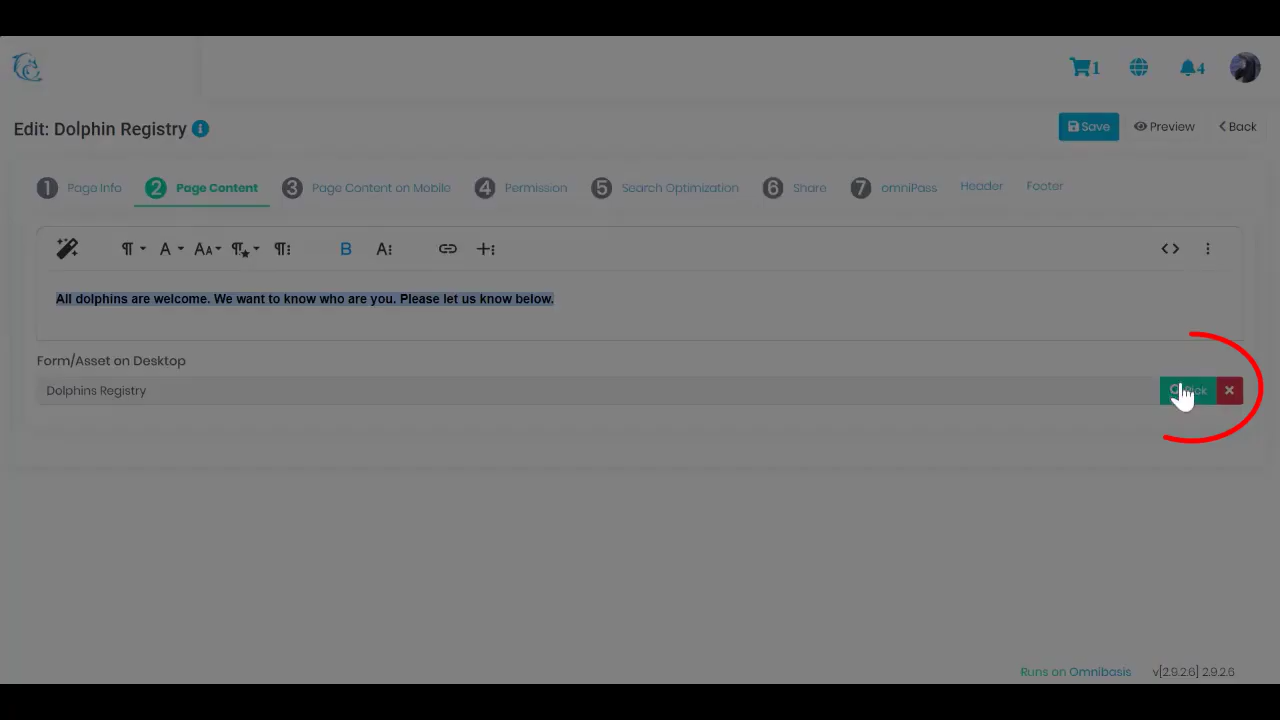 1
4
Edit: Dolphin Registry
Save
Preview
Back
1 Page Info
2 Page Content
3 Page Content on Mobile
4 Permission
5 Search Optimization
6 Share
7 omniPass
Header
Footer
All dolphins are welcome. We want to know who are you. Please let us know below.
Form/Asset on Desktop
Dolphins Registry
Pick
Runs on Omnibasis
v[2.9.2.6] 2.9.2.6